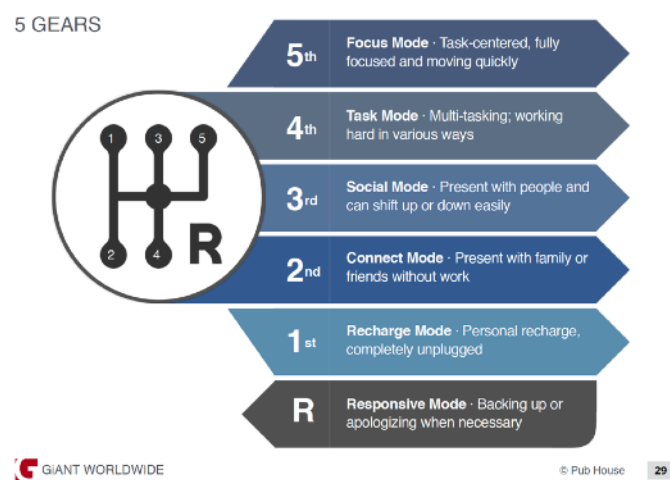 5 GEARS
5th
Focus Mode · Task-centered, fully
focused and moving quickly
4th
Task Mode · Multi-tasking; working
hard in various ways
3rd
Social Mode · Present with people and
can shift up or down easily
2nd
Connect Mode · Present with family or
friends without work
1st
Recharge Mode · Personal recharge,
completely unplugged
R
Responsive Mode · Backing up or
apologizing when necessary
1 3 5
2 4 R
GiANT WORLDWIDE
© Pub House 29